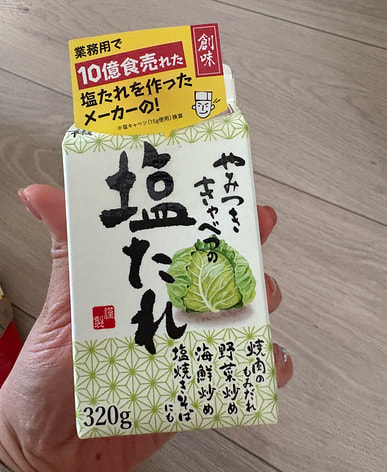 業務用で
10億食売れた
塩たれを作った
メーカーの!
※塩キャベツ(15g使用)換算
創味
やみつき
きゃべつの
塩たれ
焼肉のもみだれ
野菜炒め
海鮮炒め
塩焼きそば
にも
320g